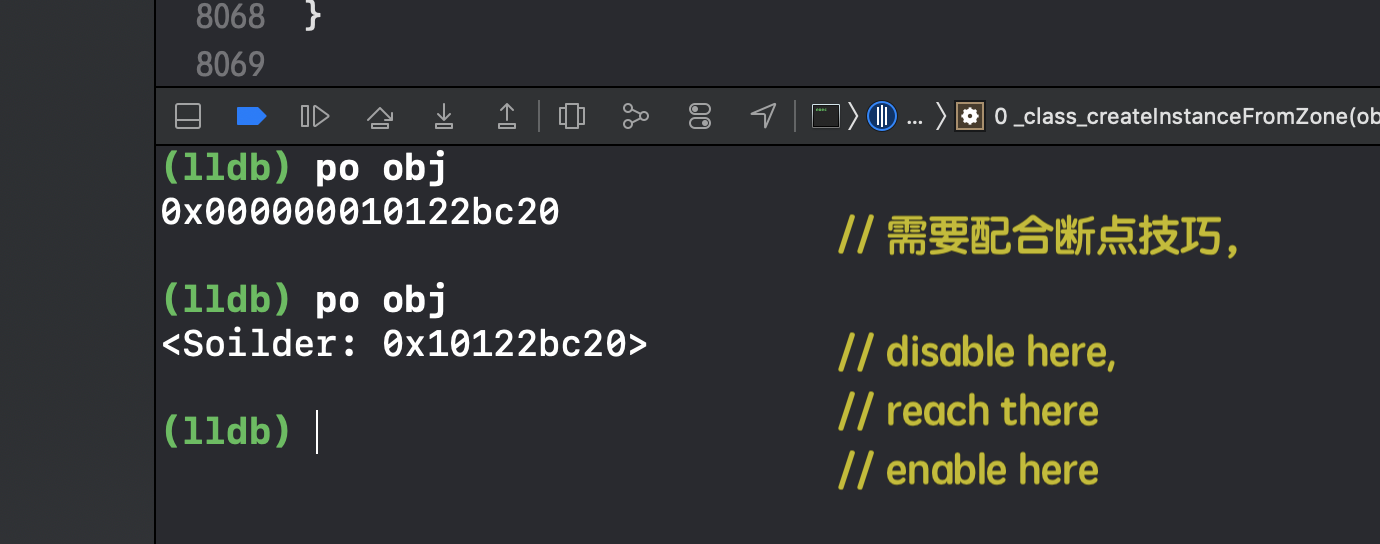 8068 }
8069
... 0 _class_createInstanceFromZone(ob
(lldb) po obj
0x000000010122bc20
// 需要配合断点技巧，
(lldb) po obj
<Soilder: 0x10122bc20>
// disable here,
// reach there
(lldb)
// enable here